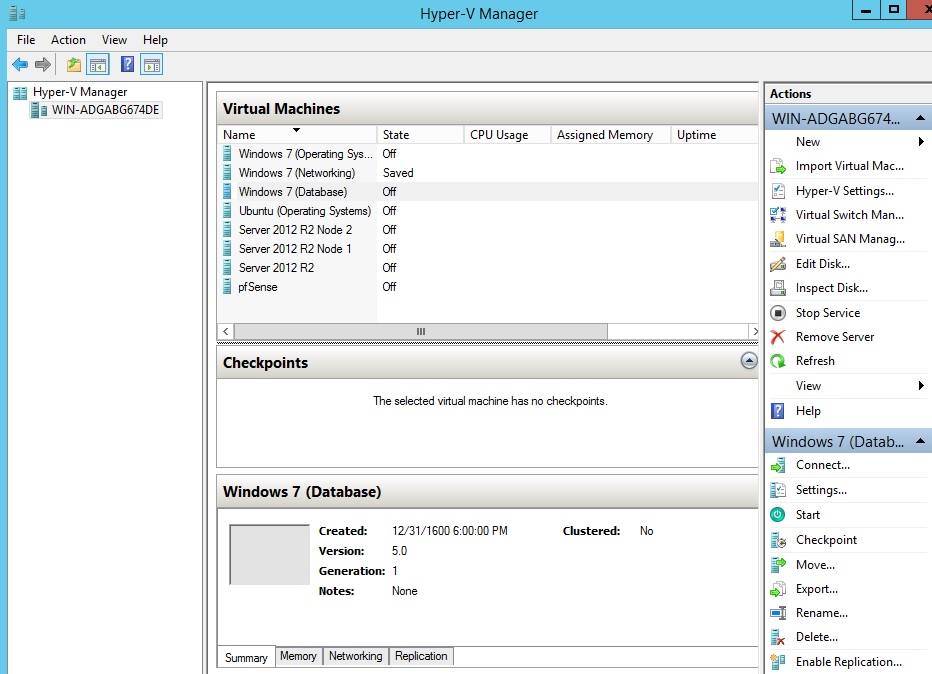 Hyper-V Manager
File Action View Help
Hyper-V Manager
WIN-ADGABG674DE
Virtual Machines
Name State CPU Usage Assigned Memory Uptime
Windows 7 (Operating Sys... Off
Windows 7 (Networking) Saved
Windows 7 (Database) Off
Ubuntu (Operating Systems) Off
Server 2012 R2 Node 2 Off
Server 2012 R2 Node 1 Off
Server 2012 R2 Off
pfSense Off
Checkpoints
The selected virtual machine has no checkpoints.
Windows 7 (Database)
Created: 12/31/1600 6:00:00 PM Clustered: No
Version: 5.0
Generation: 1
Notes: None
Summary Memory Networking Replication
Actions
WIN-ADGABG674...
New
Import Virtual Mac...
Hyper-V Settings...
Virtual Switch Man...
Virtual SAN Manag...
Edit Disk...
Inspect Disk...
Stop Service
Remove Server
Refresh
View
Help
Windows 7 (Datab...
Connect...
Settings...
Start
Checkpoint
Move...
Export...
Rename...
Delete...
Enable Replication...